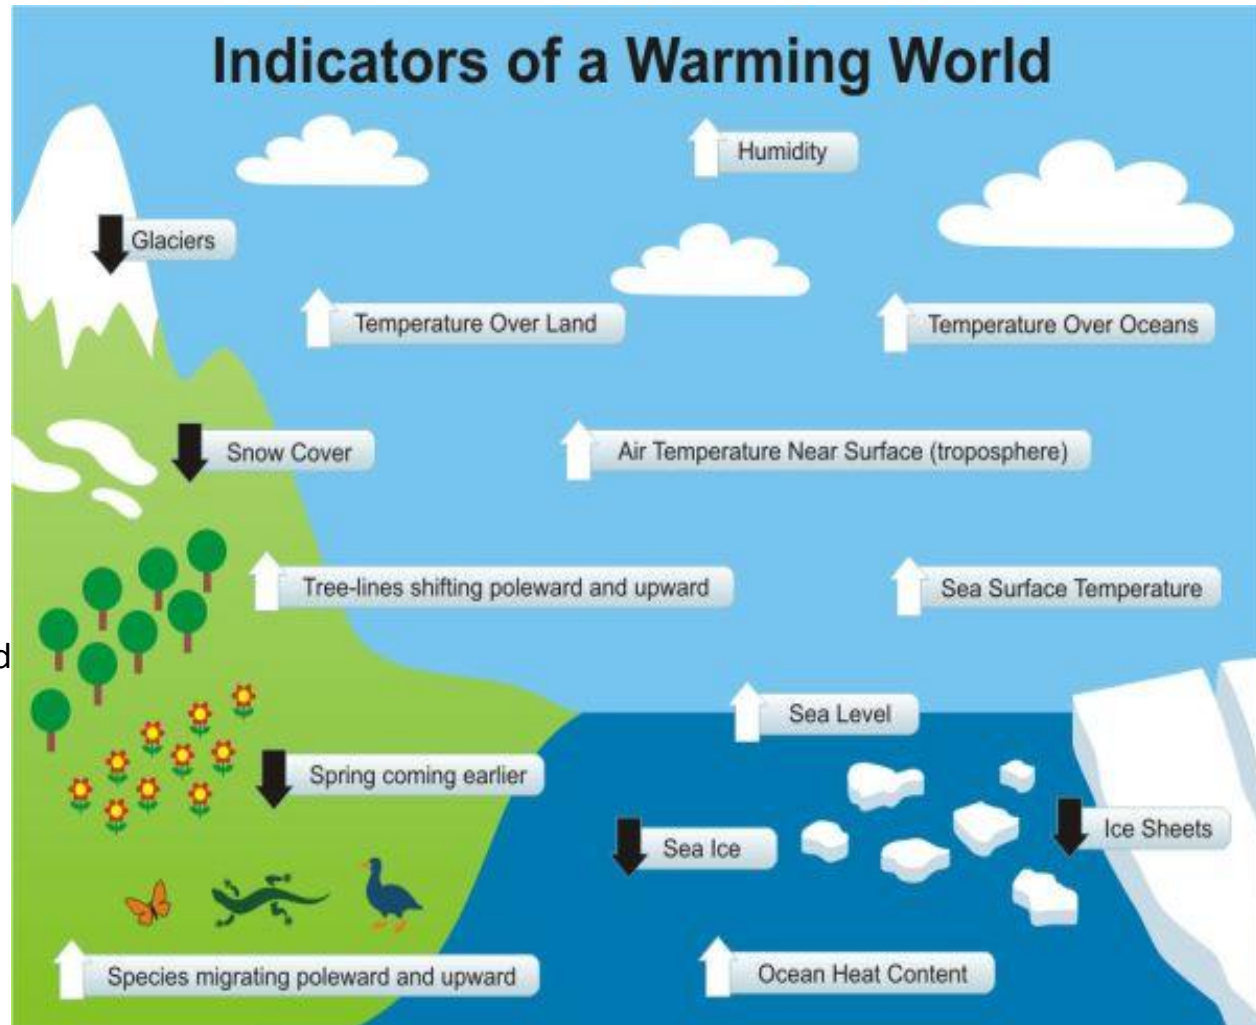 Indicators of a Warming World
Humidity
Glaciers
Temperature Over Land
Temperature Over Oceans
Snow Cover
Air Temperature Near Surface (troposphere)
Tree-lines shifting poleward and upward
Sea Surface Temperature
d
Sea Level
Spring coming earlier
Sea Ice
Ice Sheets
Species migrating poleward and upward
Ocean Heat Content